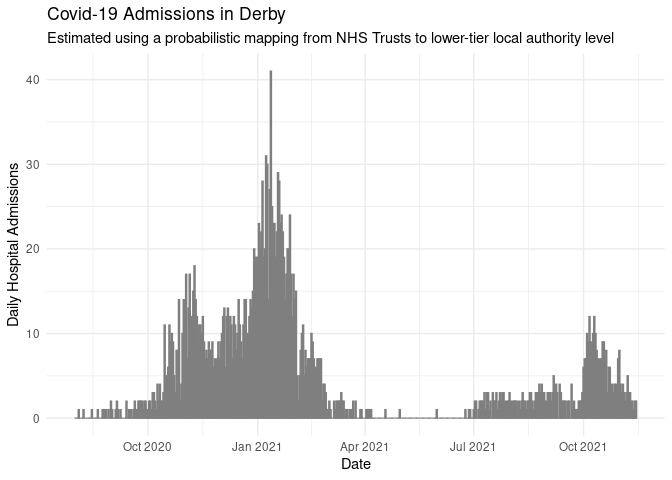 Covid-19 Admissions in Derby
Estimated using a probabilistic mapping from NHS Trusts to lower-tier local authority level
40
30
20
10
0
Daily Hospital Admissions
Oct 2020
Jan 2021
Apr 2021
Jul 2021
Oct 2021
Date